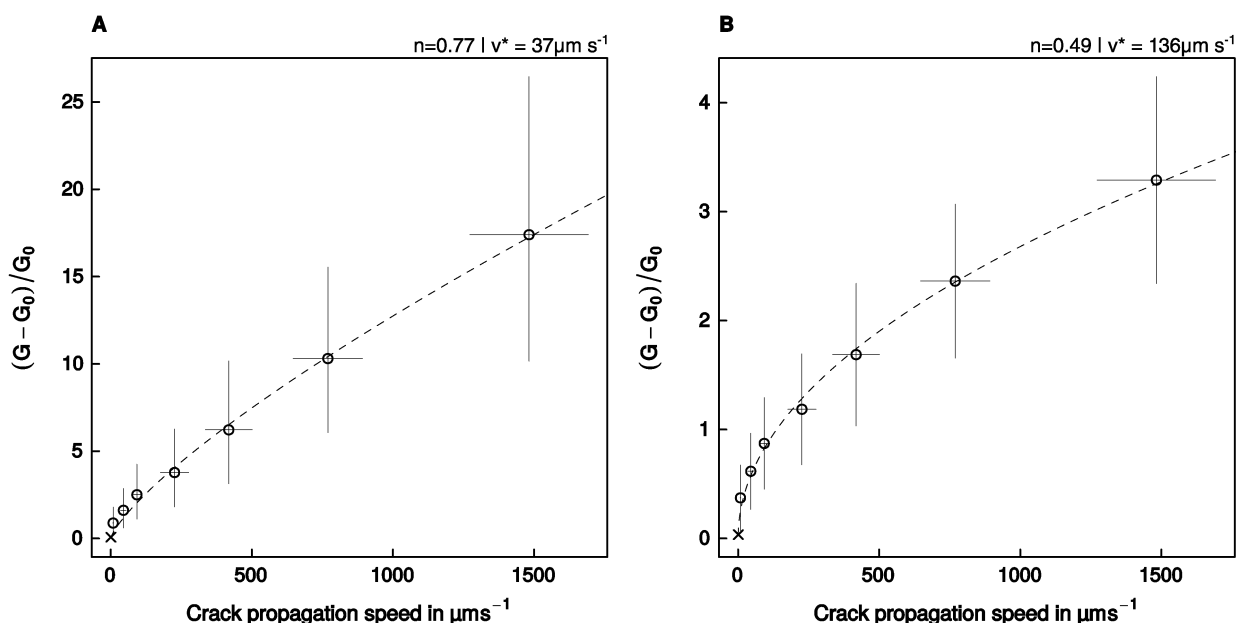 A
n=0.77 | v* = 37µm s⁻¹
25
20
15
10
5
0
(G − G₀)/G₀
0 500 1000 1500
Crack propagation speed in µms⁻¹
B
n=0.49 | v* = 136µm s⁻¹
4
3
2
1
0
(G − G₀)/G₀
0 500 1000 1500
Crack propagation speed in µms⁻¹